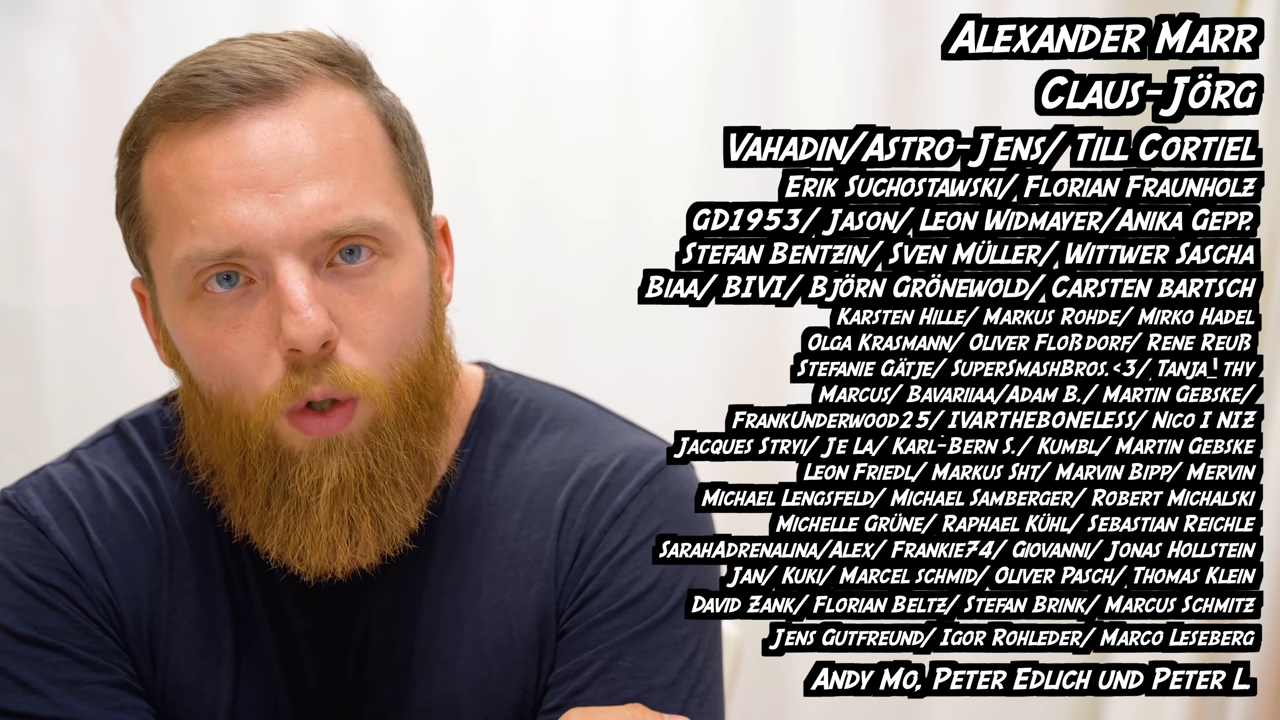 Alexander Marr
Claus-Jörg
Vahadin/Astro-Jens/ Till Cortiel
Erik Suchostawski/ Florian Fraunholz
GD1953/ Jason/ Leon Widmayer/Anika Gepp.
Stefan Bentzin/ Sven Müller/ Wittwer Sascha
Biaa/ BIVI/ Björn Grönewold/ Carsten bartsch
Karsten Hille/ Markus Rohde/ Mirko Hadel
Olga Krasmann/ Oliver Floßdorf/ Rene Reuß
Stefanie Gätje/ SuperSmashBros.<3/ Tanja_' thy
Marcus/ Bavariiaa/Adam B./ Martin Gebske/
FrankUnderwood25/ IVARTHEBONELESS/ Nico I NIZ
Jacques Stryi/ Je La/ Karl-Bern S./ Kumbl/ Martin Gebske
Leon Friedl/ Markus Sht/ Marvin Bipp/ Mervin
Michael Lengsfeld/ Michael Samberger/ Robert Michalski
Michelle Grüne/ Raphael Kühl/ Sebastian Reichle
SarahAdrenalina/Alex/ Frankie74/ Giovanni/ Jonas Hollstein
Jan/ Kuki/ Marcel schmid/ Oliver Pasch/ Thomas Klein
David Zank/ Florian Beltz/ Stefan Brink/ Marcus Schmitz
Jens Gutfreund/ Igor Rohleder/ Marco Leseberg
Andy Mo, Peter Edlich und Peter L.